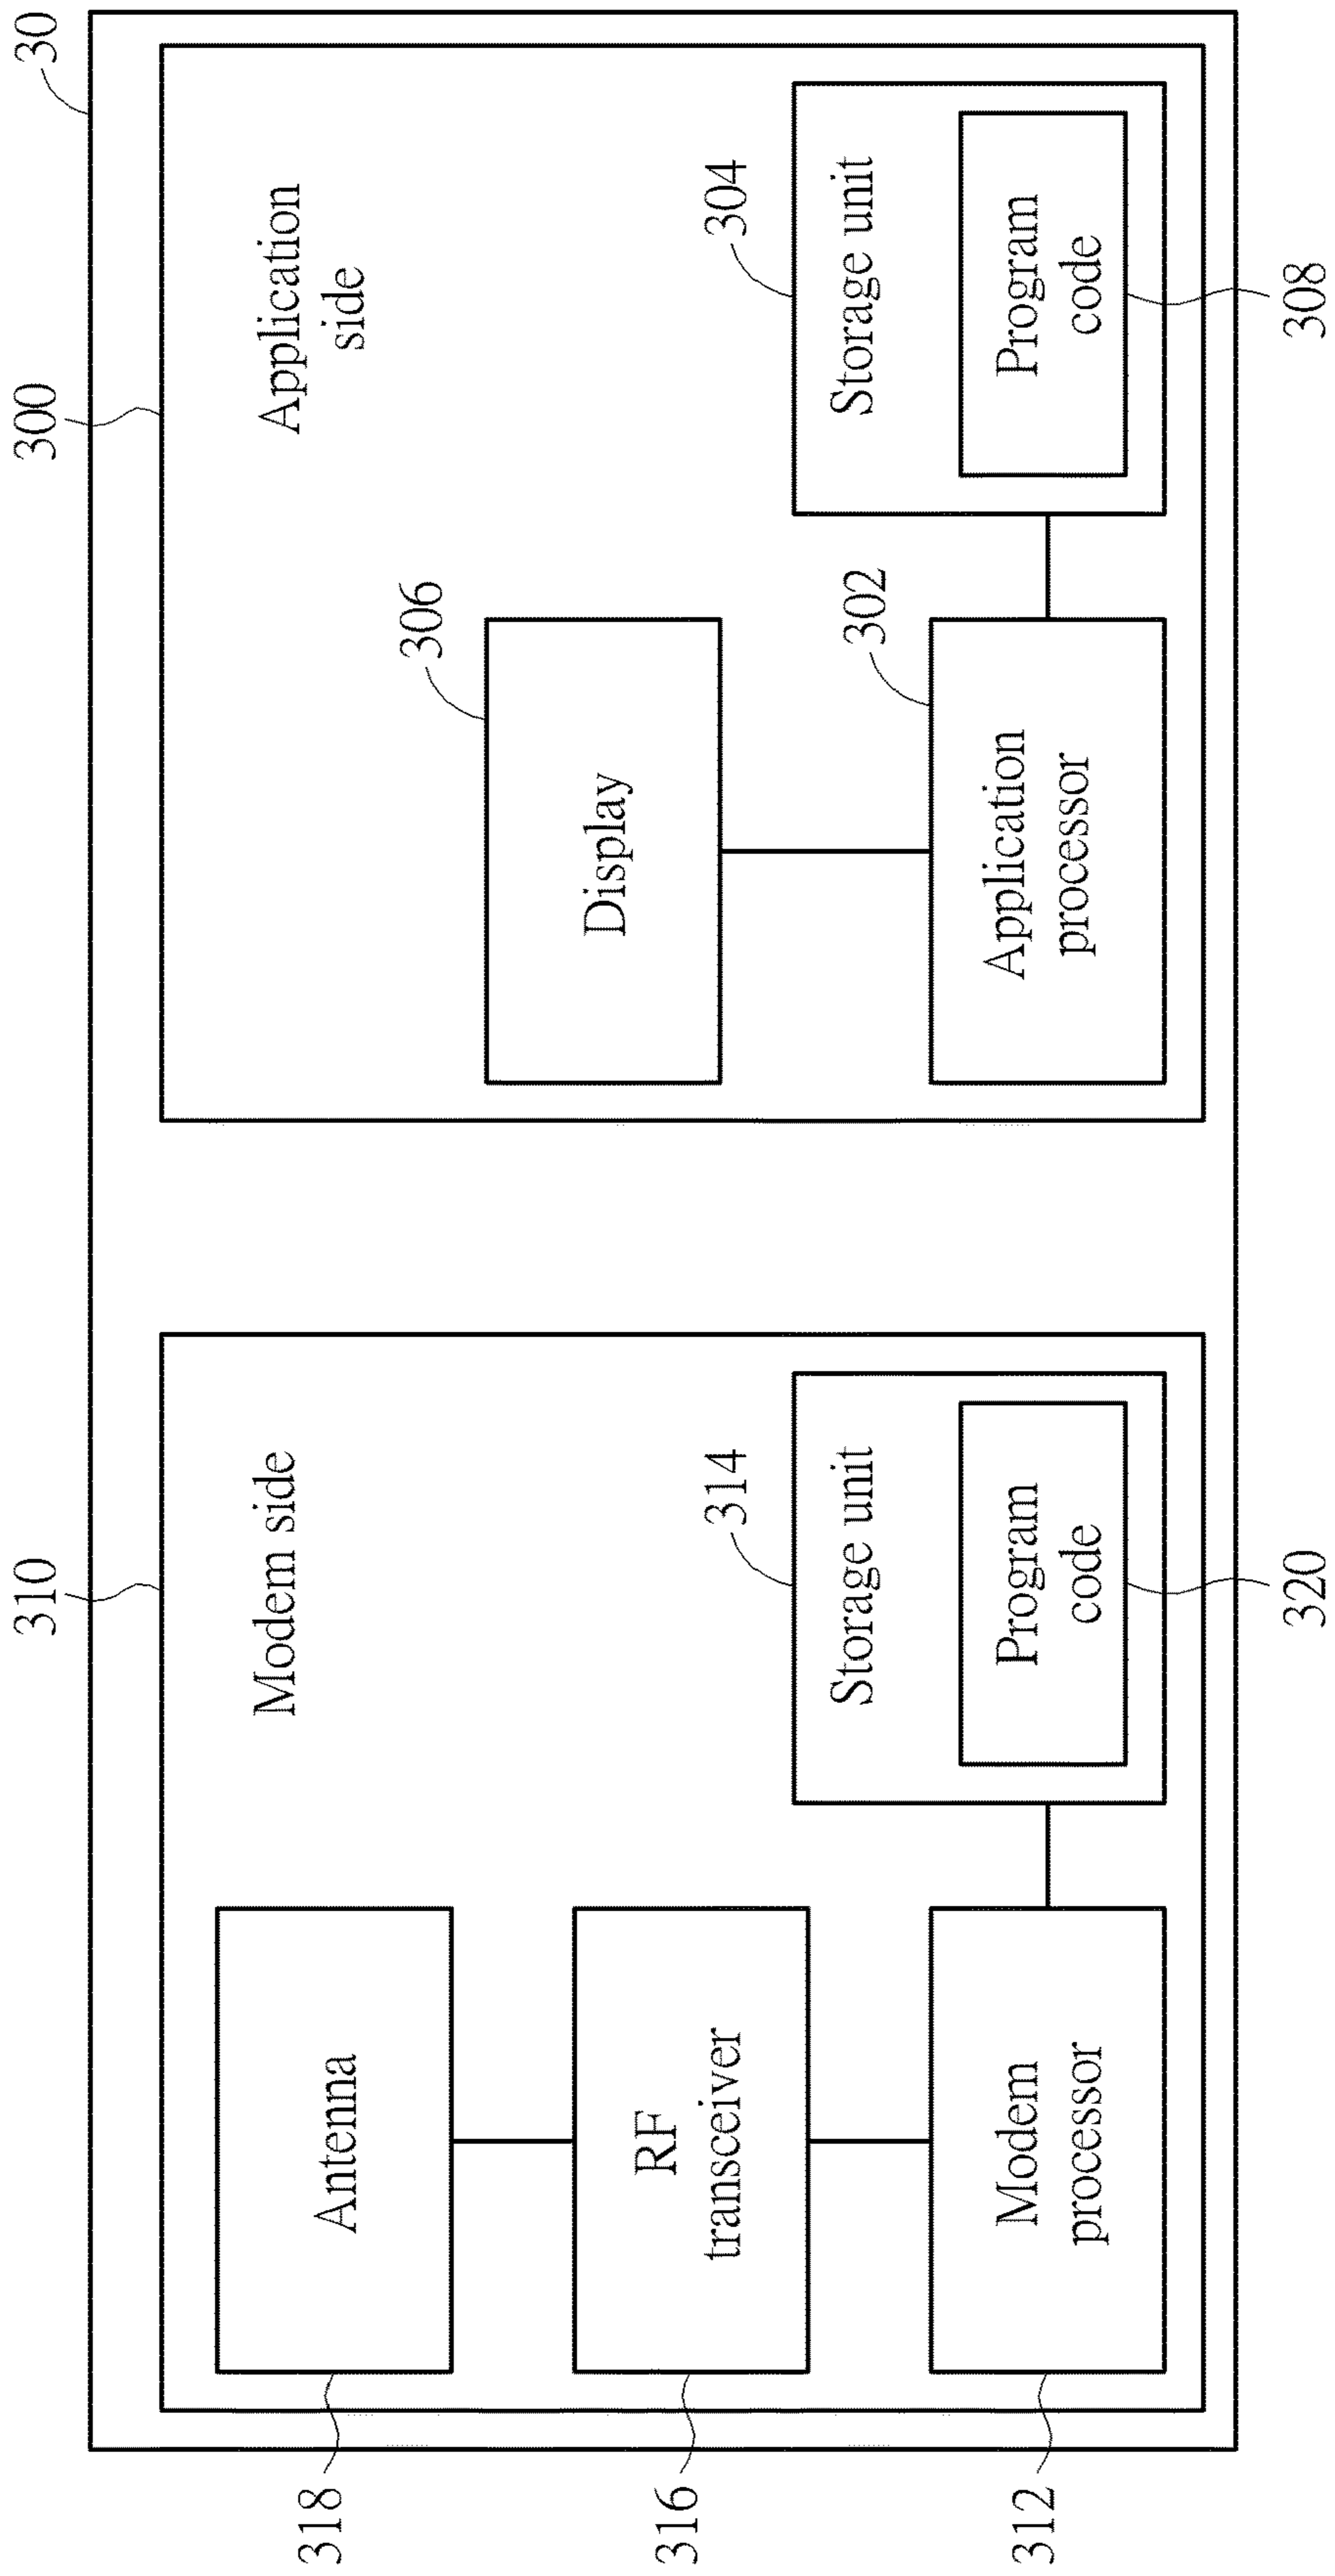 310
300
30
Modem side
318
Antenna
316
RF
transceiver
314
Storage unit
312
Modem
processor
Program
code
320
Application
side
306
Display
304
Storage unit
302
Application
processor
Program
code
308